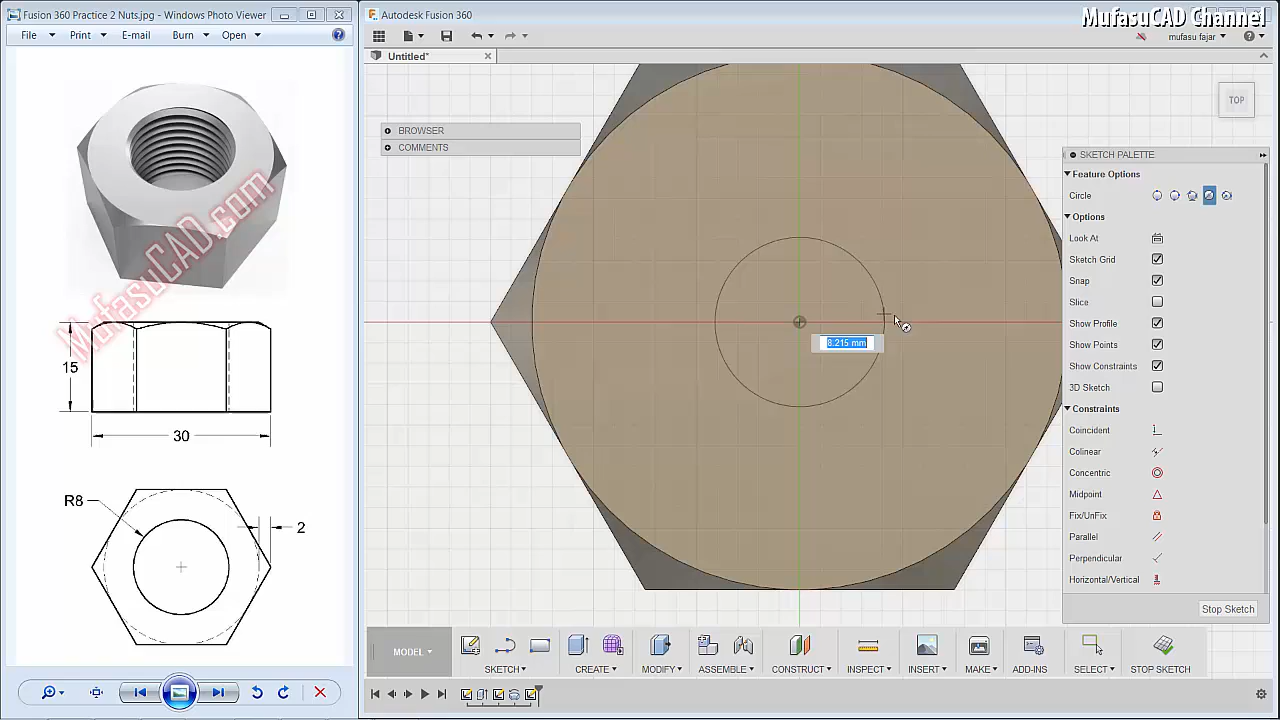 Fusion 360 Practice 2 Nuts.jpg - Windows Photo Viewer
File Print E-mail Burn Open
MufasuCAD.com
15
30
R8
2
Autodesk Fusion 360
MufasuCAD Channel
mufasu fajar
Untitled*
BROWSER
COMMENTS
8.215 mm
TOP
SKETCH PALETTE
Feature Options
Circle
Options
Look At
Sketch Grid
Snap
Slice
Show Profile
Show Points
Show Constraints
3D Sketch
Constraints
Coincident
Colinear
Concentric
Midpoint
Fix/UnFix
Parallel
Perpendicular
Horizontal/Vertical
Stop Sketch
MODEL
SKETCH CREATE MODIFY ASSEMBLE CONSTRUCT INSPECT INSERT MAKE ADD-INS SELECT STOP SKETCH